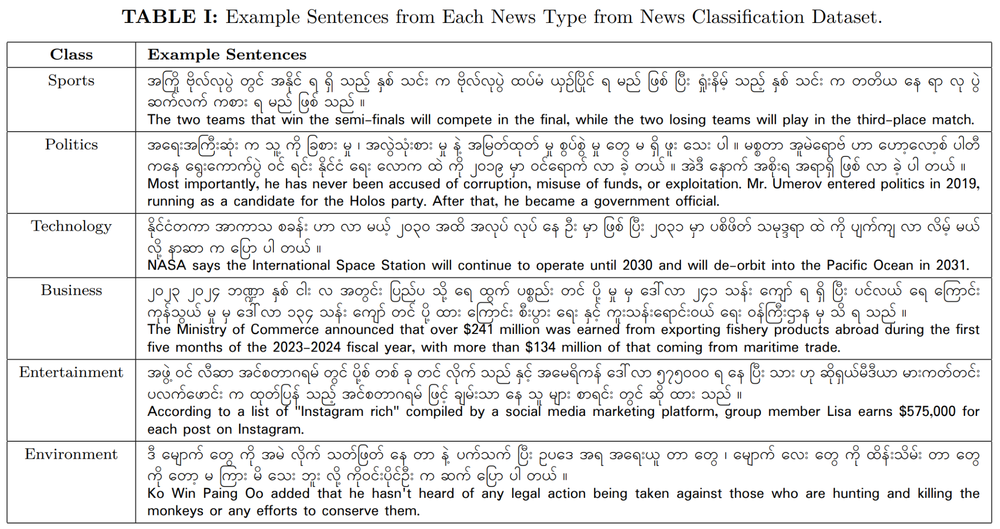 TABLE I: Example Sentences from Each News Type from News Classification Dataset.
Class Example Sentences
Sports အကြို ဗိုလ်လုပွဲ တွင် အနိုင် ရ ရှိ သည့် နှစ် သင်း က ဗိုလ်လုပွဲ ထပ်မံ ယှဉ်ပြိုင် ရ မည် ဖြစ် ပြီး ရှုံးနိမ့် သည့် နှစ် သင်း က တတိယ နေ ရာ လု ပွဲ
ဆက်လက် ကစား ရ မည် ဖြစ် သည် ။
The two teams that win the semi-finals will compete in the final, while the two losing teams will play in the third-place match.
Politics အရေးအကြီးဆုံး က သူ့ ကို ခြစား မှု ၊ အလွဲသုံးစား မှု နဲ့ အမြတ်ထုတ် မှု စွပ်စွဲ မှု တွေ မ ရှိ ဖူး သေး ပါ ။ မစ္စတာ အူမဲရောဗ် ဟာ ဟော့လော့စ် ပါတီ
ကနေ ရွေးကောက်ပွဲ ဝင် ရင်း နိုင်ငံ ရေး လောက ထဲ ကို ၂၀၁၉ မှာ ဝင်ရောက် လာ ခဲ့ တယ် ။ အဲဒီ နောက် အစိုးရ အရာရှိ ဖြစ် လာ ခဲ့ ပါ တယ် ။
Most importantly, he has never been accused of corruption, misuse of funds, or exploitation. Mr. Umerov entered politics in 2019,
running as a candidate for the Holos party. After that, he became a government official.
Technology နိုင်ငံတကာ အာကာသ စခန်း ဟာ လာ မယ့် ၂၀၃၀ အထိ အလုပ် လုပ် နေ ဦး မှာ ဖြစ် ပြီး ၂၀၃၁ မှာ ပစိဖိတ် သမုဒ္ဒရာ ထဲ ကို ပျက်ကျ လာ လိမ့် မယ်
လို့ နာဆာ က ပြော ပါ တယ် ။
NASA says the International Space Station will continue to operate until 2030 and will de-orbit into the Pacific Ocean in 2031.
Business ၂၀၂၃ ၂၀၂၄ ဘဏ္ဍာ နှစ် ငါး လ အတွင်း ပြည်ပ သို့ ရေ ထွက် ပစ္စည်း တင် ပို့ မှု မှ ဒေါ်လာ ၂၄၁ သန်း ကျော် ရ ရှိ ပြီး ပင်လယ် ရေ ကြောင်း
ကုန်သွယ် မှု မှ ဒေါ်လာ ၁၃၄ သန်း ကျော် တင် ပို့ ထား ကြောင်း စီးပွား ရေး နှင့် ကူးသန်းရောင်းဝယ် ရေး ဝန်ကြီးဌာန မှ သိ ရ သည် ။
The Ministry of Commerce announced that over $241 million was earned from exporting fishery products abroad during the first
five months of the 2023-2024 fiscal year, with more than $134 million of that coming from maritime trade.
Entertainment အဖွဲ့ ဝင် လီဆာ အင်စတာဂရမ် တွင် ပို့စ် တစ် ခု တင် လိုက် သည် နှင့် အမေရိကန် ဒေါ်လာ ၅၇၅၀၀၀ ရ နေ ပြီး သား ဟု ဆိုရှယ်မီဒီယာ မားကတ်တင်း
ပလက်ဖောင်း က ထုတ်ပြန် သည့် အင်စတာဂရမ် ဖြင့် ချမ်းသာ နေ သူ များ စာရင်း တွင် ဆို ထား သည် ။
According to a list of "Instagram rich" compiled by a social media marketing platform, group member Lisa earns $575,000 for
each post on Instagram.
Environment ဒီ မျောက် တွေ ကို အမဲ လိုက် သတ်ဖြတ် နေ တာ နဲ့ ပက်သက် ပြီး ဥပဒေ အရ အရေးယူ တာ တွေ ၊ မျောက် လေး တွေ ကို ထိန်းသိမ်း တာ တွေ
ကို တော့ မ ကြား မိ သေး ဘူး လို့ ကိုဝင်းပိုင်ဦး က ဆက် ပြော ပါ တယ် ။
Ko Win Paing Oo added that he hasn't heard of any legal action being taken against those who are hunting and killing the
monkeys or any efforts to conserve them.